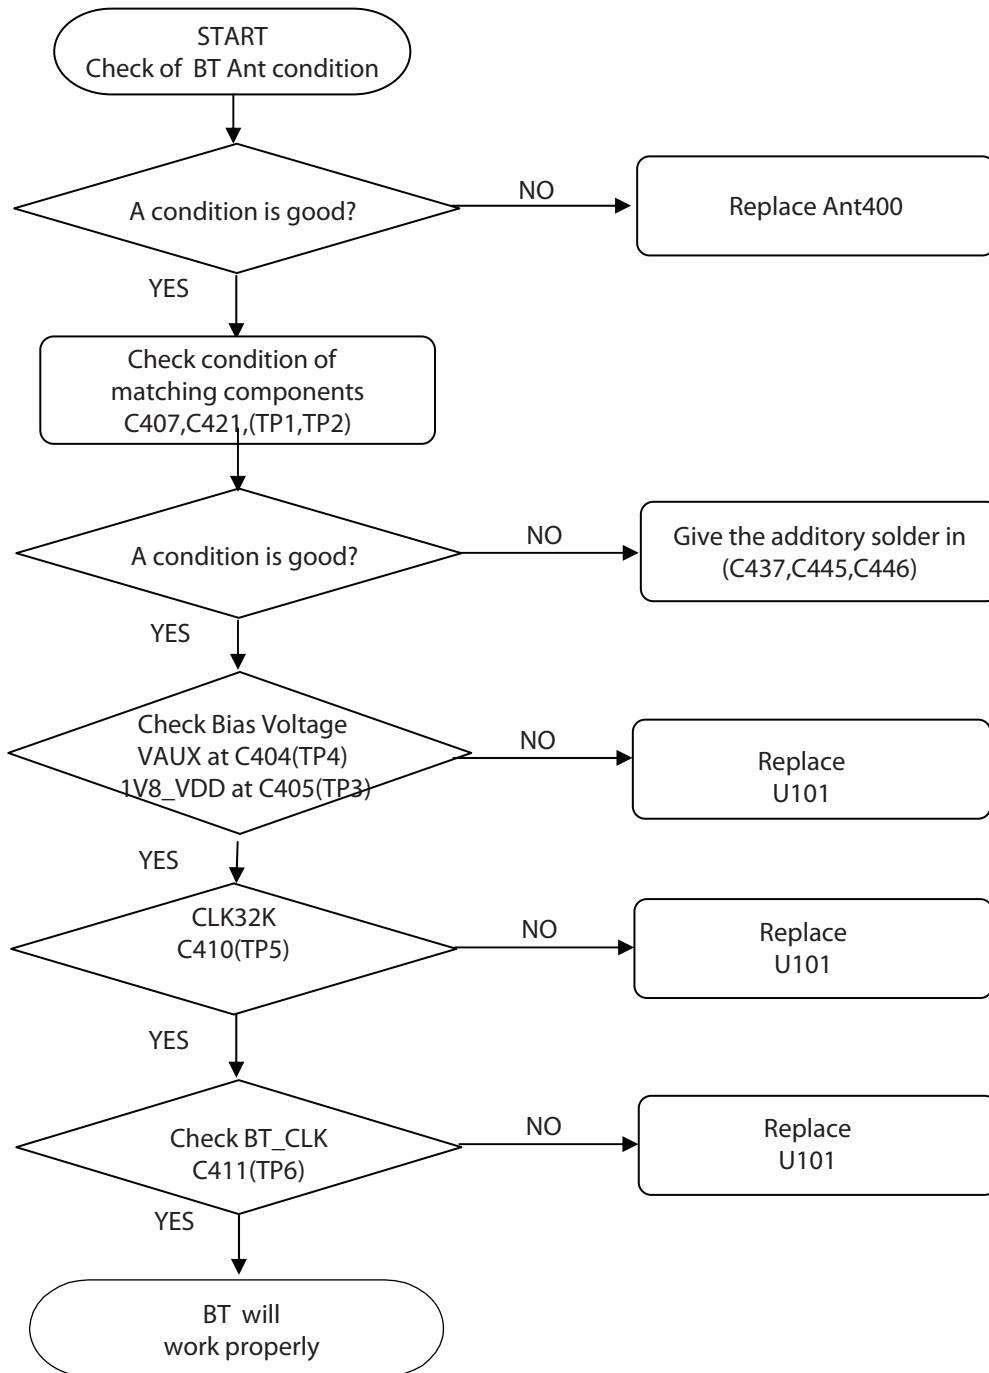 START
Check of BT Ant condition
A condition is good?
NO
Replace Ant400
YES
Check condition of
matching components
C407,C421,(TP1,TP2)
A condition is good?
NO
Give the additory solder in
(C437,C445,C446)
YES
Check Bias Voltage
VAUX at C404(TP4)
1V8_VDD at C405(TP3)
NO
Replace
U101
YES
CLK32K
C410(TP5)
NO
Replace
U101
YES
Check BT_CLK
C411(TP6)
NO
Replace
U101
YES
BT will
work properly